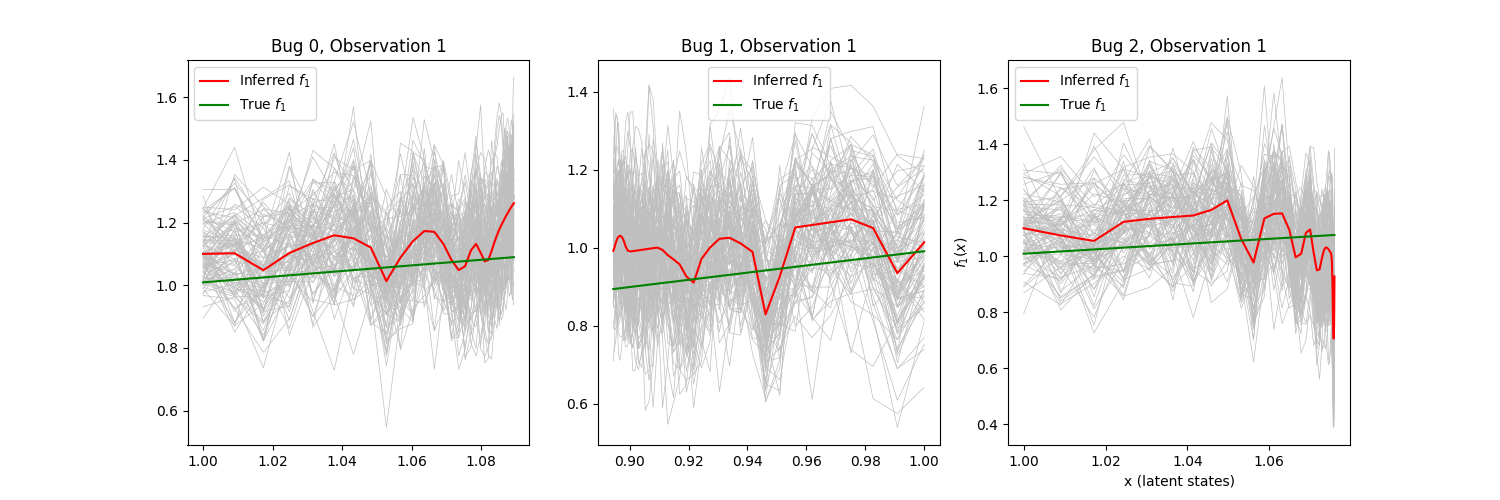 Bug 0, Observation 1
Inferred f₁
True f₁
1.6
1.4
1.2
1.0
0.8
0.6
1.00 1.02 1.04 1.06 1.08
Bug 1, Observation 1
Inferred f₁
True f₁
1.4
1.2
1.0
0.8
0.6
0.90 0.92 0.94 0.96 0.98 1.00
Bug 2, Observation 1
Inferred f₁
True f₁
f₁(x)
1.6
1.4
1.2
1.0
0.8
0.6
0.4
1.00 1.02 1.04 1.06
x (latent states)